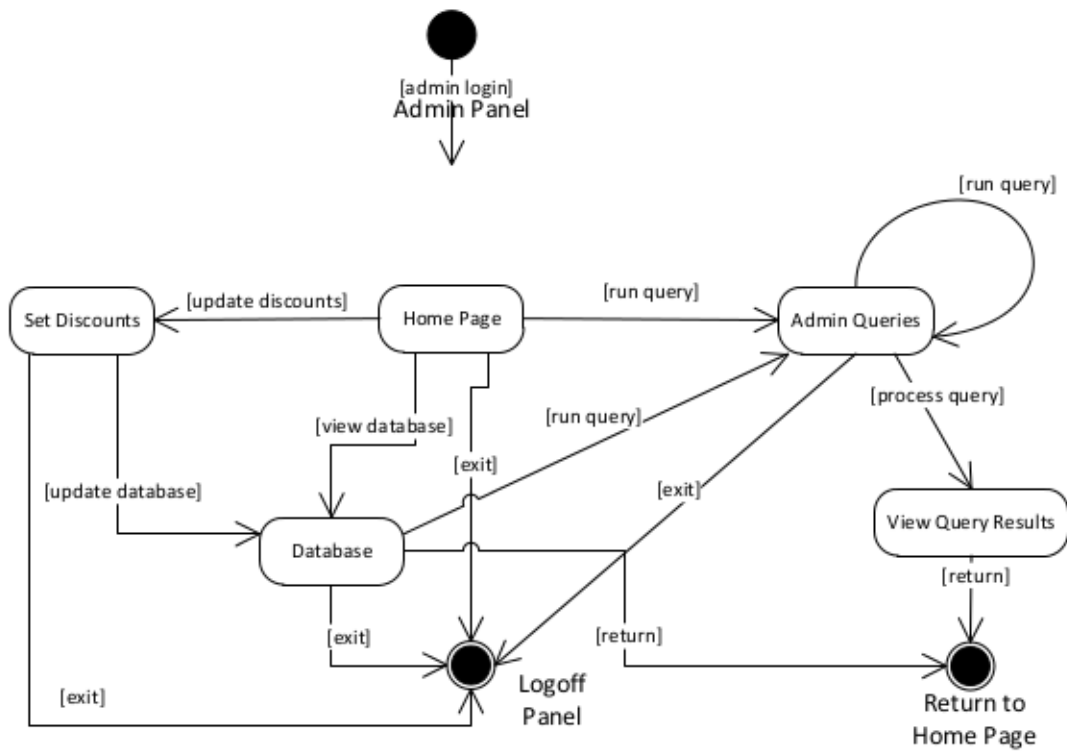 [admin login]
Admin Panel
[run query]
[update discounts]
[run query]
Set Discounts
Home Page
Admin Queries
[process query]
[view database]
[run query]
[exit]
[update database]
[exit]
View Query Results
Database
[return]
[exit]
[return]
Logoff
Panel
[exit]
Return to
Home Page